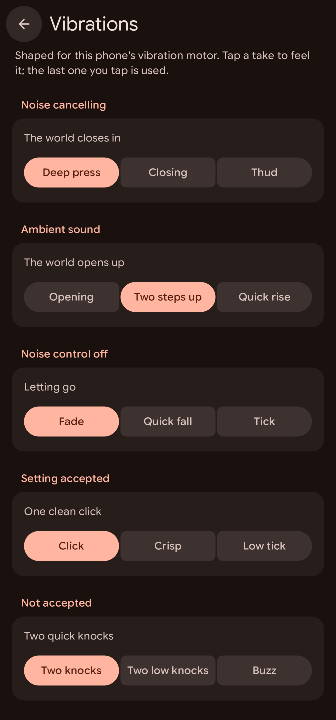 Vibrations
Shaped for this phone's vibration motor. Tap a take to feel
it; the last one you tap is used.
Noise cancelling
The world closes in
Deep press Closing Thud
Ambient sound
The world opens up
Opening Two steps up Quick rise
Noise control off
Letting go
Fade Quick fall Tick
Setting accepted
One clean click
Click Crisp Low tick
Not accepted
Two quick knocks
Two knocks Two low knocks Buzz